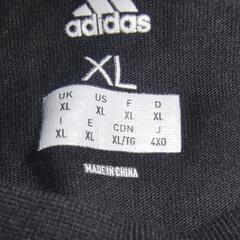 adidas
XL
UK US F D
XL XL XL XL
I E CDN J
XL XL XL/TG 4XO
MADE IN CHINA